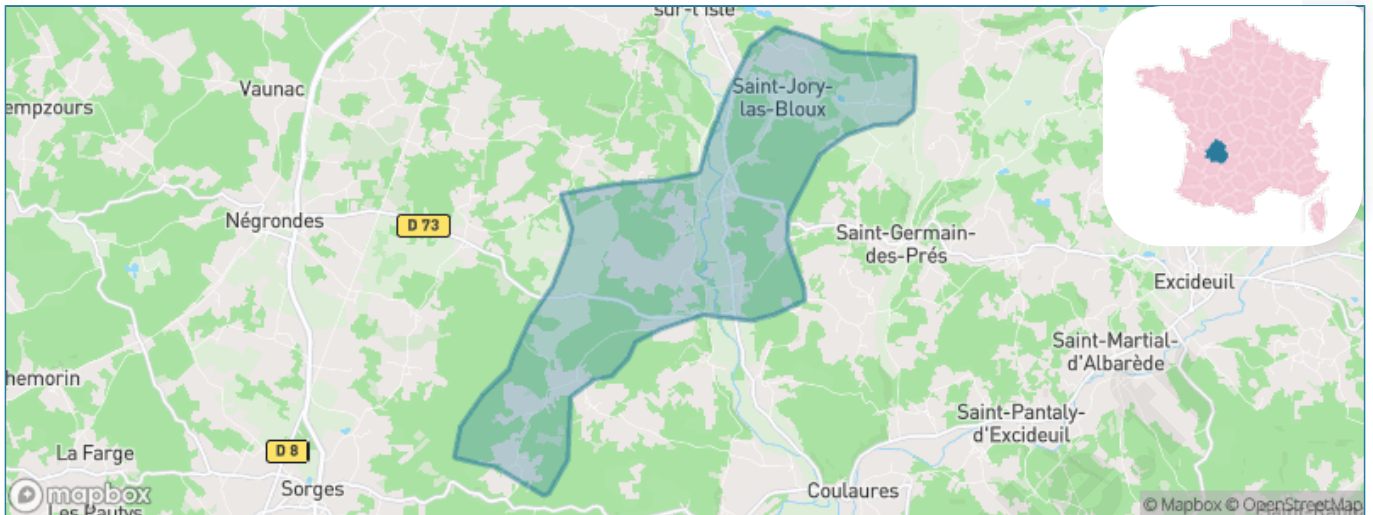 sur-l'Isle
Vaunac
Saint-Jory-
las-Bloux
empzours
Négrondes
D 73
Saint-Germain-
des-Prés
Excideuil
Saint-Martial-
d'Albarède
hemorin
Saint-Pantaly-
d'Excideuil
La Farge
D 8
Sorges
Coulaures
mapbox
Les Pautys
© Mapbox © OpenStreetMap